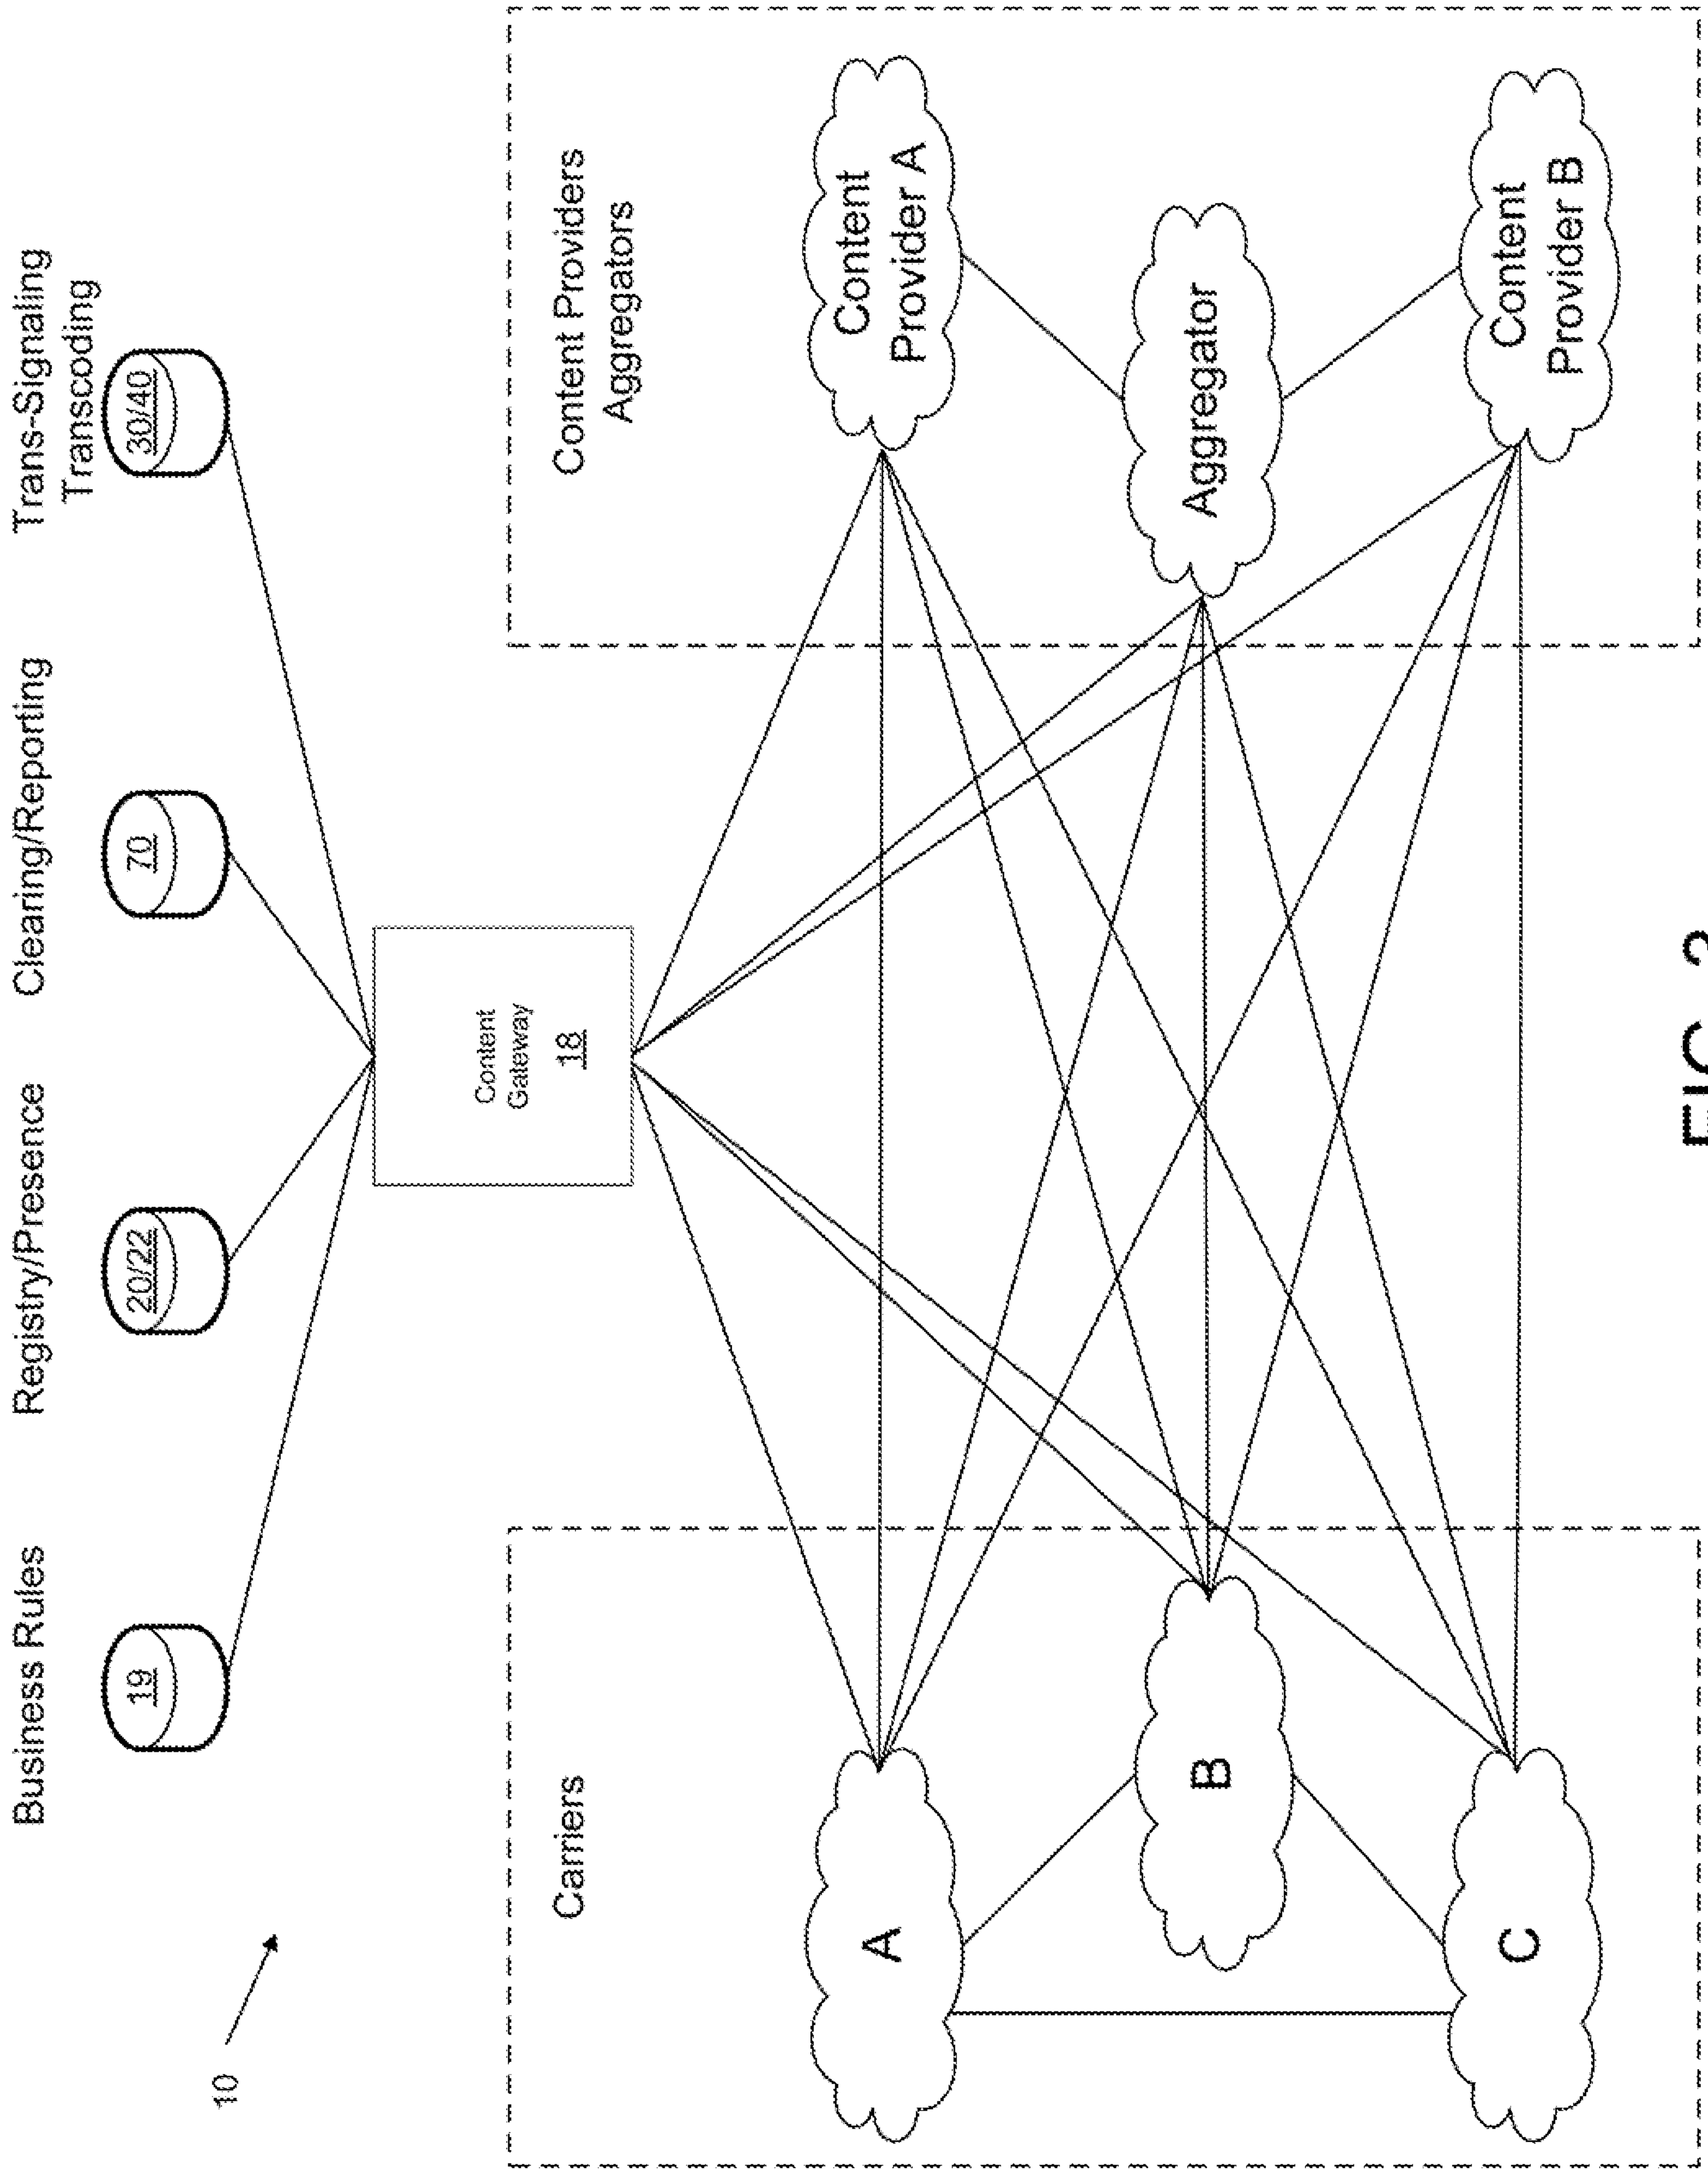 Business Rules
Registry/Presence
Clearing/Reporting
Trans-Signaling
Transcoding
19
20/22
70
30/40
10
Content
Gateway
18
Carriers
Content Providers
Aggregators
A
Content
Provider A
B
Aggregator
C
Content
Provider B
FIG